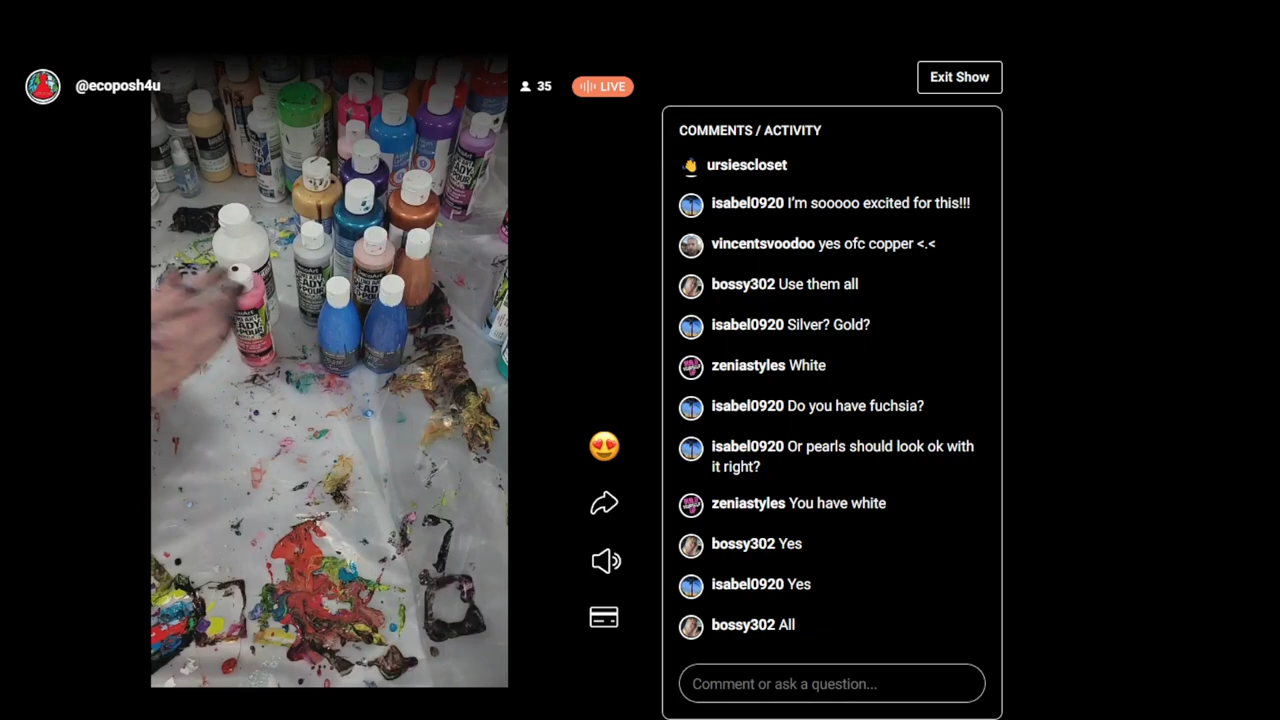 @ecoposh4u
35
LIVE
Exit Show
COMMENTS / ACTIVITY
ursiescloset
isabel0920 I'm sooooo excited for this!!!
vincentsvoodoo yes ofc copper <.<
bossy302 Use them all
isabel0920 Silver? Gold?
zeniastyles White
isabel0920 Do you have fuchsia?
isabel0920 Or pearls should look ok with
it right?
zeniastyles You have white
bossy302 Yes
isabel0920 Yes
bossy302 All
Comment or ask a question...